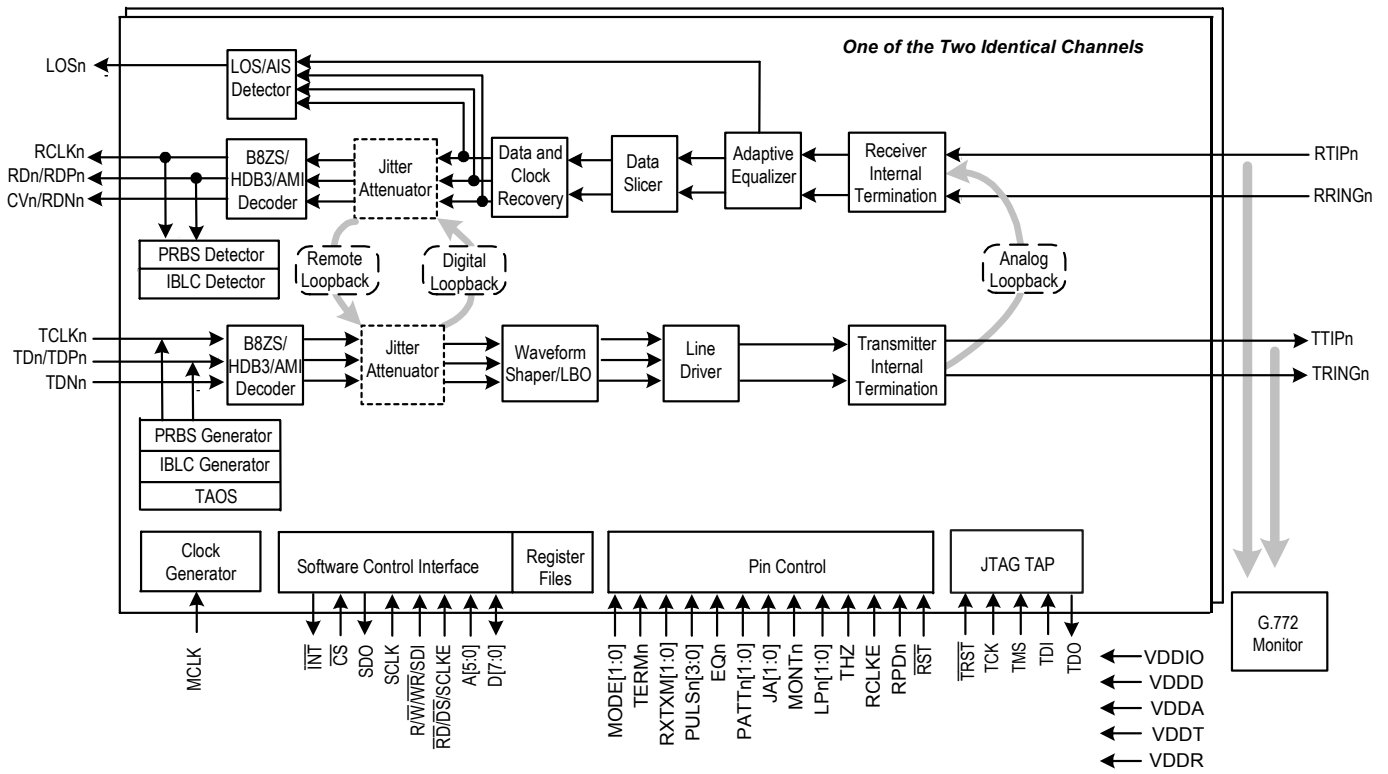 One of the Two Identical Channels
LOSn
LOS/AIS
Detector
RCLKn
RDn/RDPn
CVn/RDNn
B8ZS/
HDB3/AMI
Decoder
Jitter
Attenuator
Data and
Clock
Recovery
Data
Slicer
Adaptive
Equalizer
Receiver
Internal
Termination
RTIPn
RRINGn
PRBS Detector
IBLC Detector
Remote
Loopback
Digital
Loopback
Analog
Loopback
TCLKn
TDn/TDPn
TDNn
B8ZS/
HDB3/AMI
Decoder
Jitter
Attenuator
Waveform
Shaper/LBO
Line
Driver
Transmitter
Internal
Termination
TTIPn
TRINGn
PRBS Generator
IBLC Generator
TAOS
Clock
Generator
Software Control Interface
Register
Files
Pin Control
JTAG TAP
G.772
Monitor
MCLK
INT
CS
SDO
SCLK
R/W/WR/SDI
RD/DS/SCLKE
A[5:0]
D[7:0]
MODE[1:0]
TERMn
RXTXM[1:0]
PULSn[3:0]
EQn
PATTn[1:0]
JA[1:0]
MONTn
LPn[1:0]
THZ
RCLKE
RPDn
RST
TRST
TCK
TMS
TDI
TDO
VDDIO
VDDD
VDDA
VDDT
VDDR